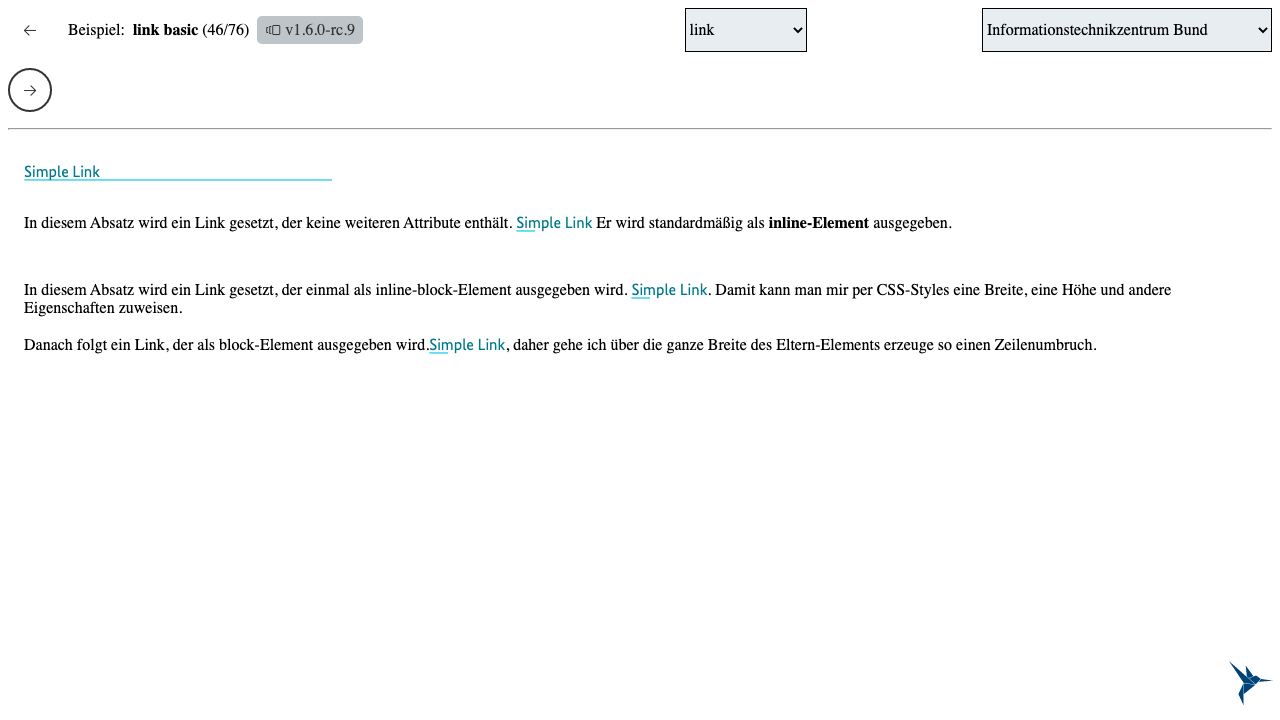 Beispiel: link basic (46/76) v1.6.0-rc.9 link Informationstechnikzentrum Bund
Simple Link
In diesem Absatz wird ein Link gesetzt, der keine weiteren Attribute enthält. Simple Link Er wird standardmäßig als inline-Element ausgegeben.
In diesem Absatz wird ein Link gesetzt, der einmal als inline-block-Element ausgegeben wird. Simple Link. Damit kann man mir per CSS-Styles eine Breite, eine Höhe und andere
Eigenschaften zuweisen.
Danach folgt ein Link, der als block-Element ausgegeben wird.Simple Link, daher gehe ich über die ganze Breite des Eltern-Elements erzeuge so einen Zeilenumbruch.